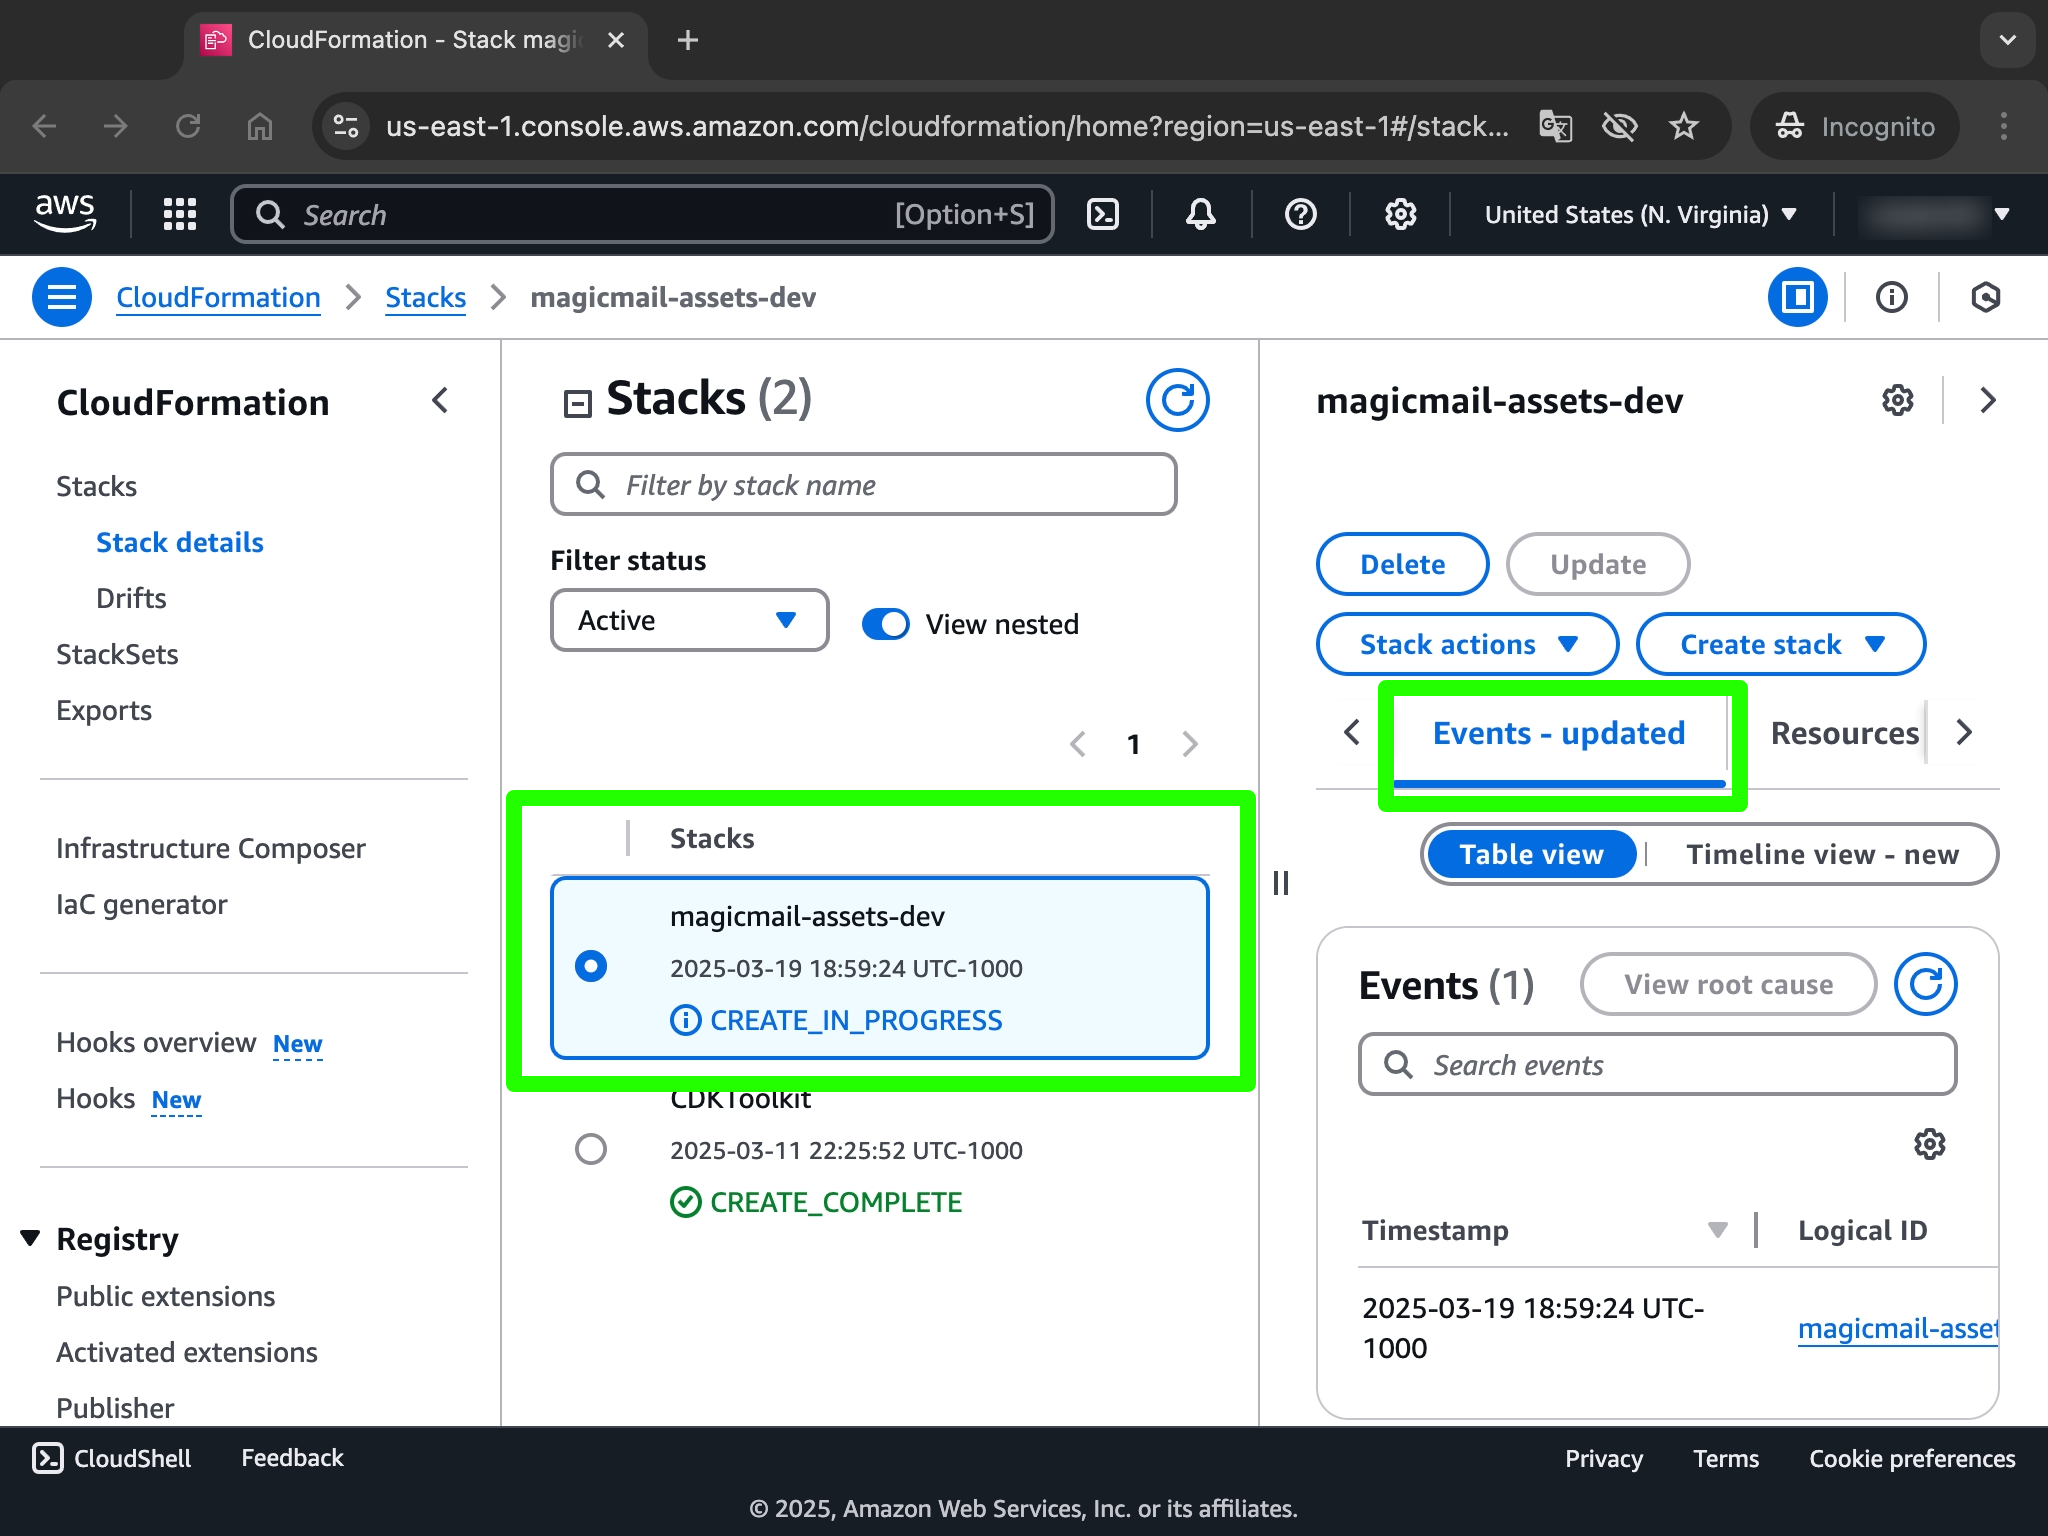 CloudFormation - Stack magi
us-east-1.console.aws.amazon.com/cloudformation/home?region=us-east-1#/stack...
Incognito
aws
Search
[Option+S]
United States (N. Virginia)
CloudFormation
Stacks
magicmail-assets-dev
CloudFormation
Stacks
Stack details
Drifts
StackSets
Exports
Infrastructure Composer
IaC generator
Hooks overview New
Hooks New
Registry
Public extensions
Activated extensions
Publisher
Stacks (2)
Filter by stack name
Filter status
Active
View nested
1
Stacks
magicmail-assets-dev
2025-03-19 18:59:24 UTC-1000
CREATE_IN_PROGRESS
CDKToolkit
2025-03-11 22:25:52 UTC-1000
CREATE_COMPLETE
magicmail-assets-dev
Delete
Update
Stack actions
Create stack
Events - updated
Resources
Table view
Timeline view - new
Events (1)
View root cause
Search events
Timestamp
Logical ID
2025-03-19 18:59:24 UTC-
1000
magicmail-asset
CloudShell
Feedback
Privacy
Terms
Cookie preferences
© 2025, Amazon Web Services, Inc. or its affiliates.